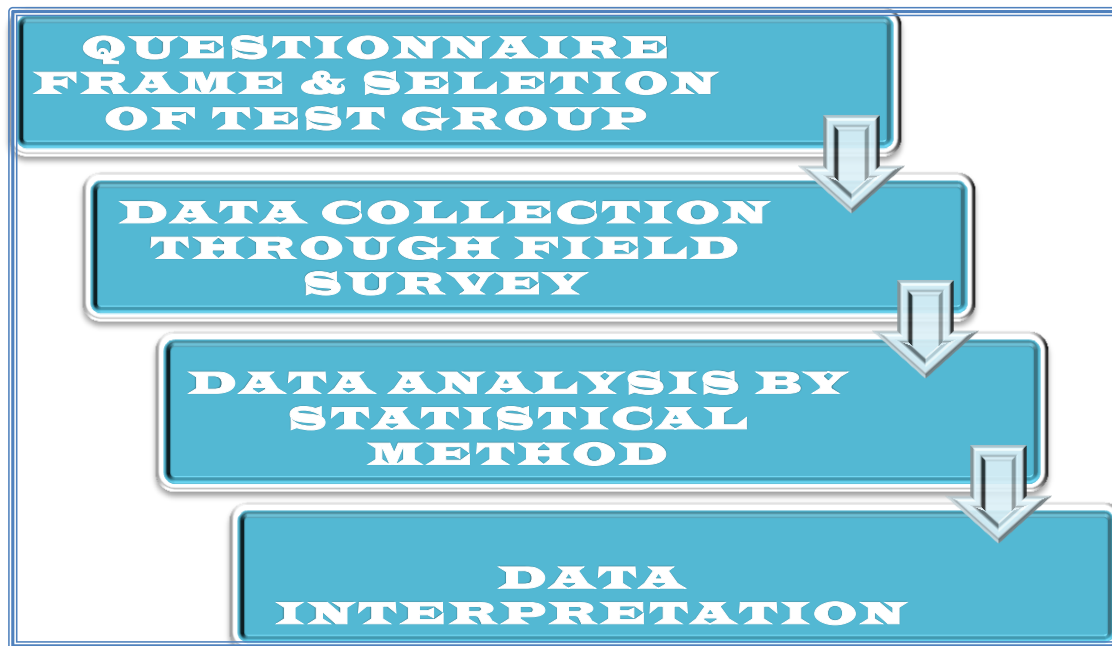 QUESTIONNAIRE
FRAME & SELETION
OF TEST GROUP
DATA COLLECTION
THROUGH FIELD
SURVEY
DATA ANALYSIS BY
STATISTICAL
METHOD
DATA
INTERPRETATION